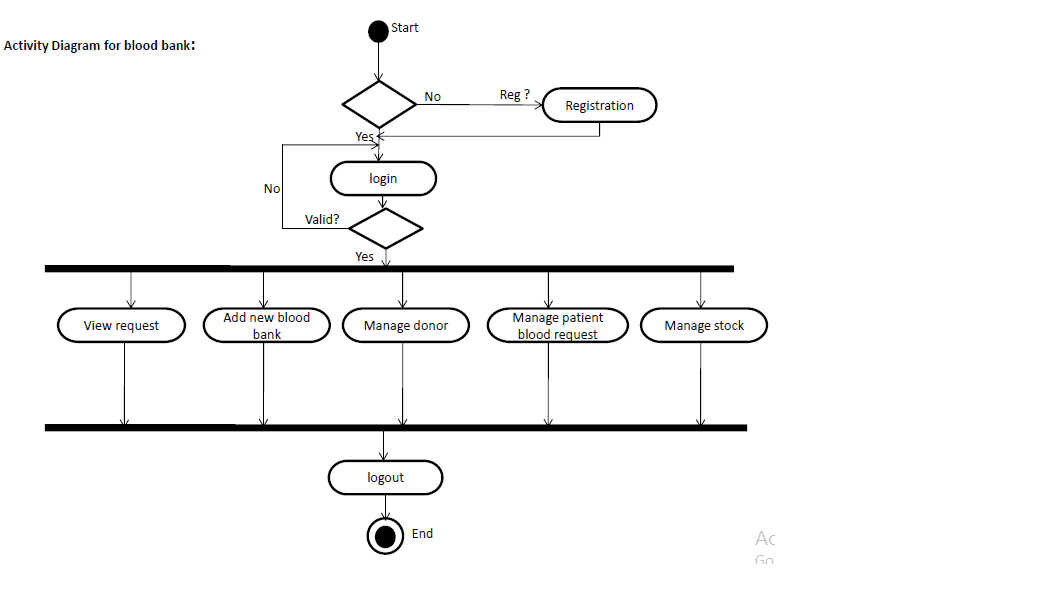 Start
Activity Diagram for blood bank:
No
Reg ?
Registration
Yes
login
No
Valid?
Yes
View request
Add new blood
bank
Manage donor
Manage patient
blood request
Manage stock
logout
End
Ac
Go